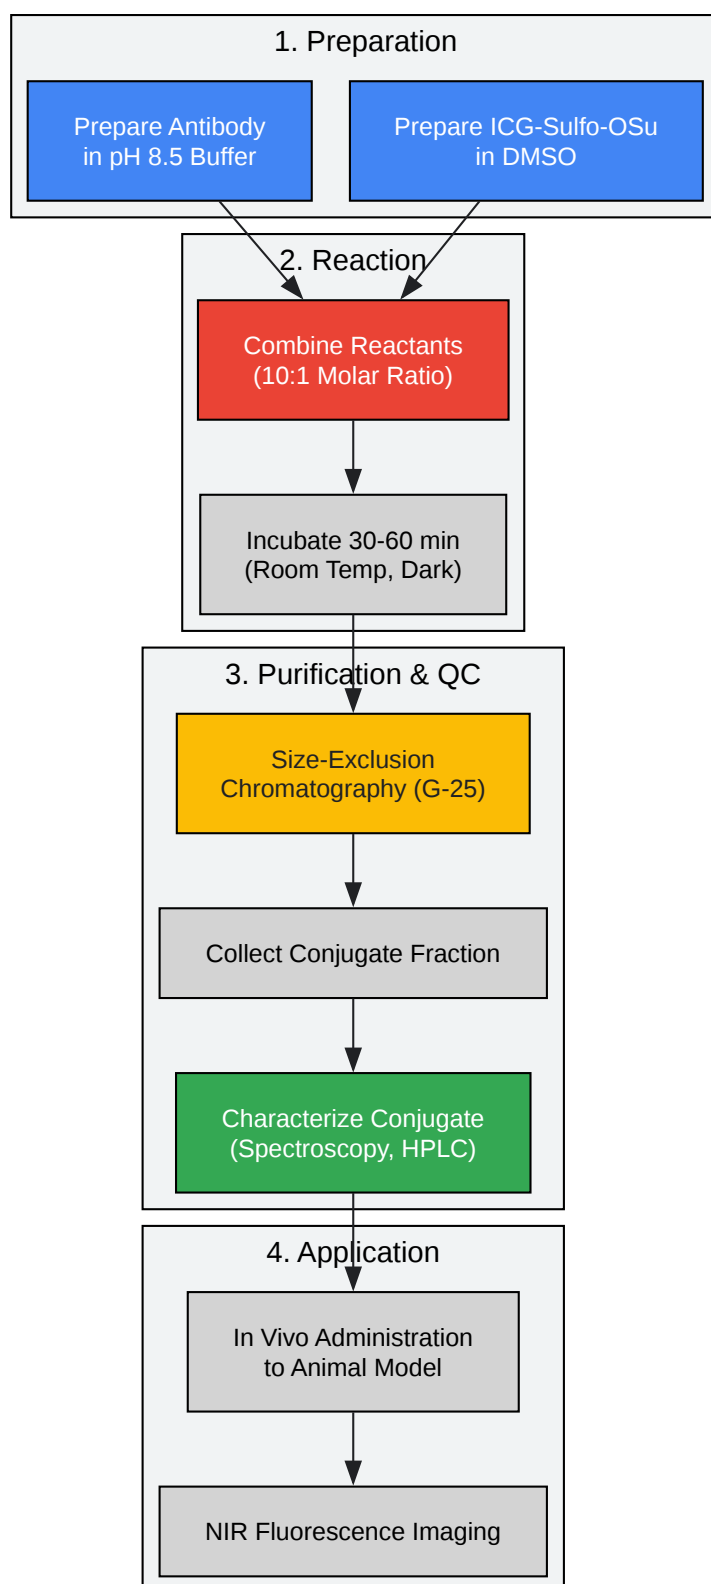 1. Preparation
Prepare Antibody
in pH 8.5 Buffer
Prepare ICG-Sulfo-OSu
in DMSO
2. Reaction
Combine Reactants
(10:1 Molar Ratio)
Incubate 30-60 min
(Room Temp, Dark)
3. Purification & QC
Size-Exclusion
Chromatography (G-25)
Collect Conjugate Fraction
Characterize Conjugate
(Spectroscopy, HPLC)
4. Application
In Vivo Administration
to Animal Model
NIR Fluorescence Imaging